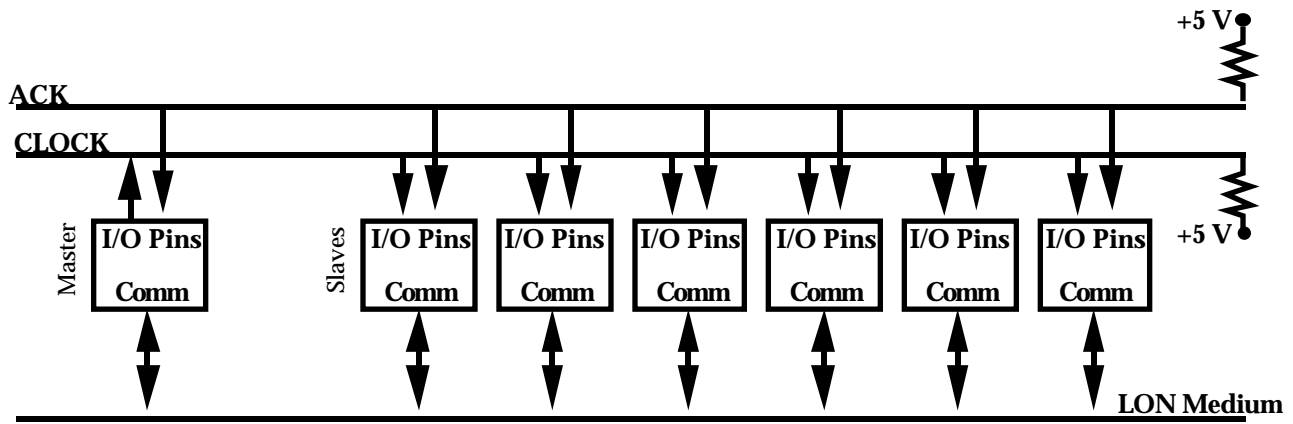 +5 V
ACK
CLOCK
Master
I/O Pins
Comm
Slaves
I/O Pins
Comm
I/O Pins
Comm
I/O Pins
Comm
I/O Pins
Comm
I/O Pins
Comm
I/O Pins
Comm
+5 V
LON Medium